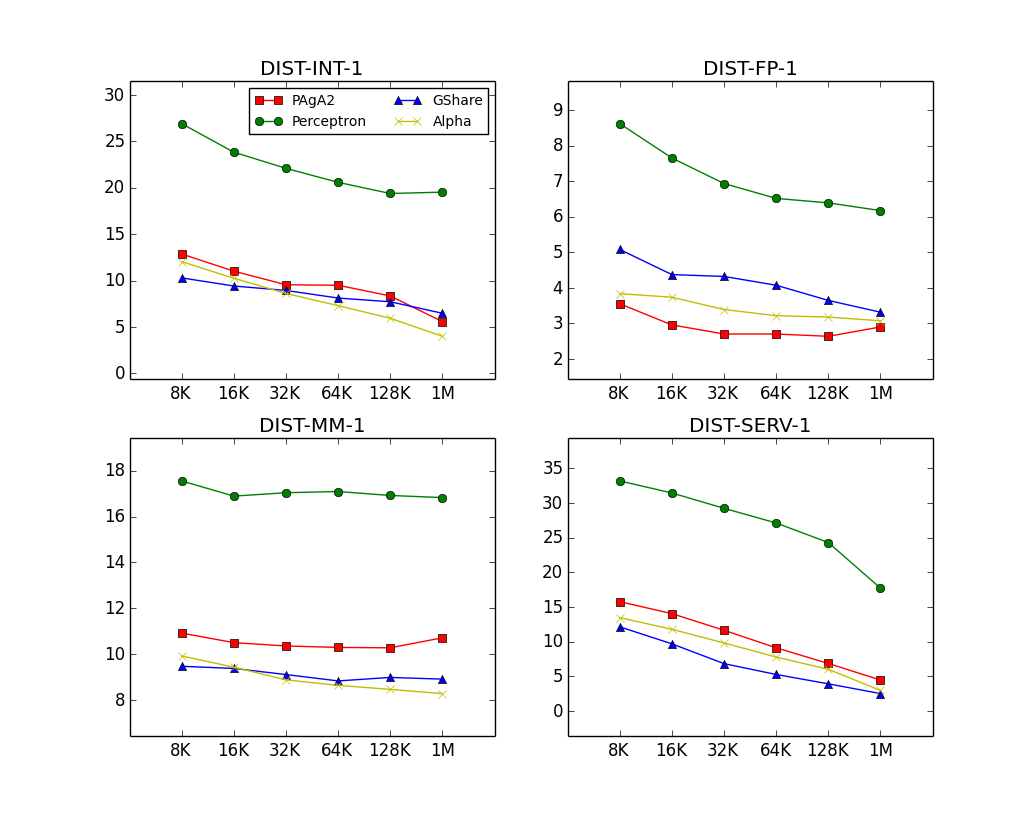 DIST-INT-1
30
25
20
15
10
5
0
PAgA2 GShare
Perceptron Alpha
8K 16K 32K 64K 128K 1M
DIST-FP-1
9
8
7
6
5
4
3
2
8K 16K 32K 64K 128K 1M
DIST-MM-1
18
16
14
12
10
8
8K 16K 32K 64K 128K 1M
DIST-SERV-1
35
30
25
20
15
10
5
0
8K 16K 32K 64K 128K 1M